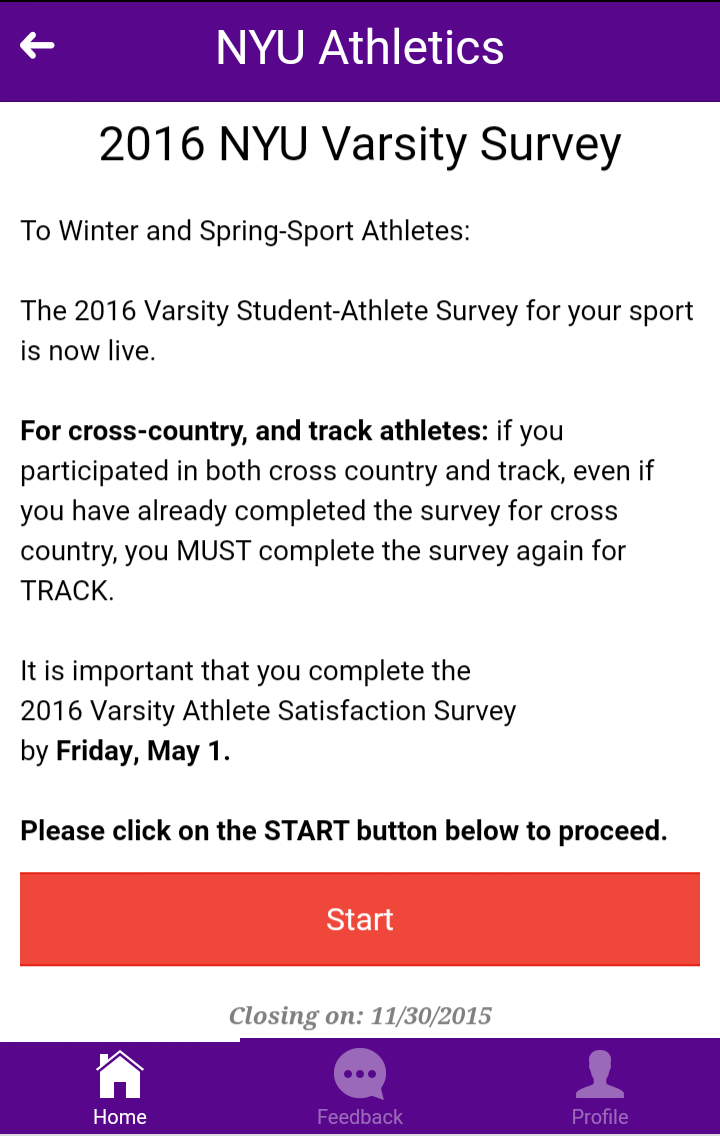 NYU Athletics
2016 NYU Varsity Survey
To Winter and Spring-Sport Athletes:
The 2016 Varsity Student-Athlete Survey for your sport
is now live.
For cross-country, and track athletes: if you
participated in both cross country and track, even if
you have already completed the survey for cross
country, you MUST complete the survey again for
TRACK.
It is important that you complete the
2016 Varsity Athlete Satisfaction Survey
by Friday, May 1.
Please click on the START button below to proceed.
Start
Closing on: 11/30/2015
Home Feedback Profile